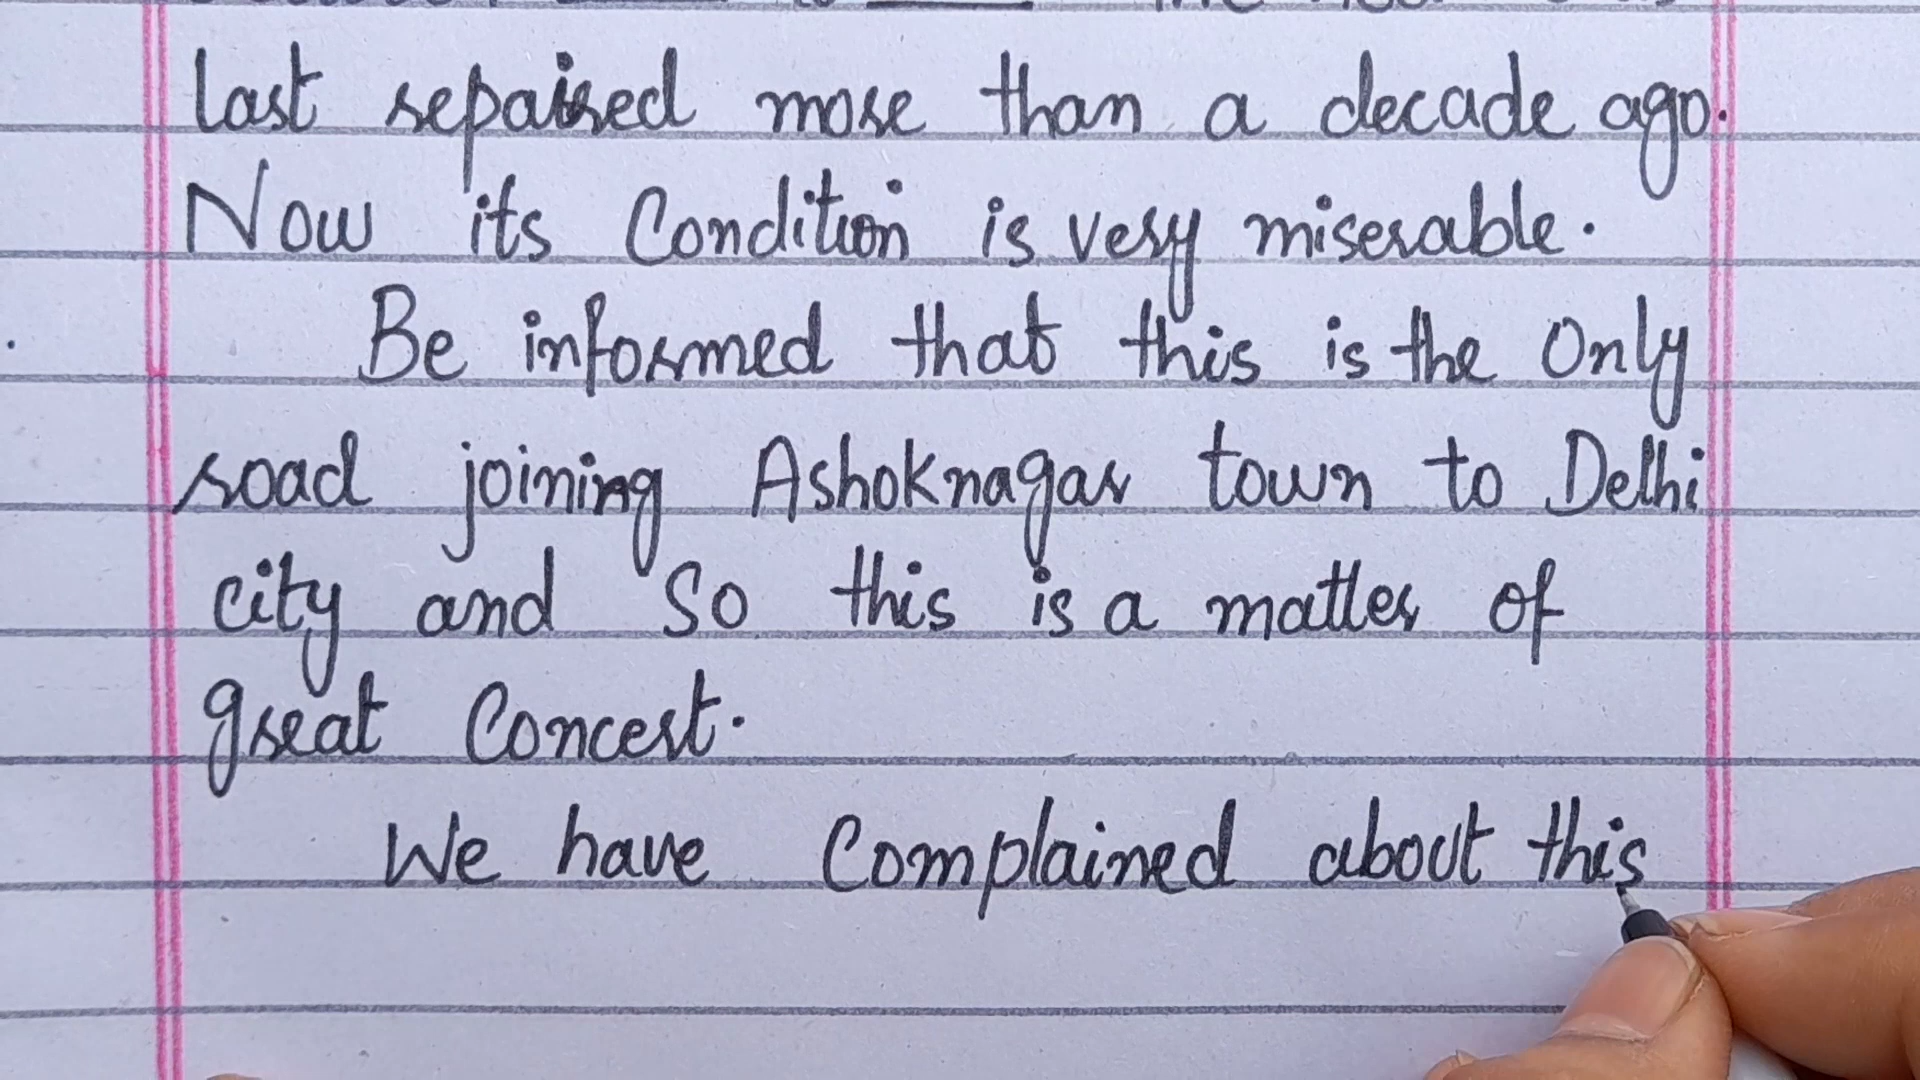 last repaired more than a decade ago.
Now its Condition is very miserable.
Be informed that this is the Only
road joining Ashoknagar town to Delhi
city and So this is a matter of
great Concert.
We have Complained about this